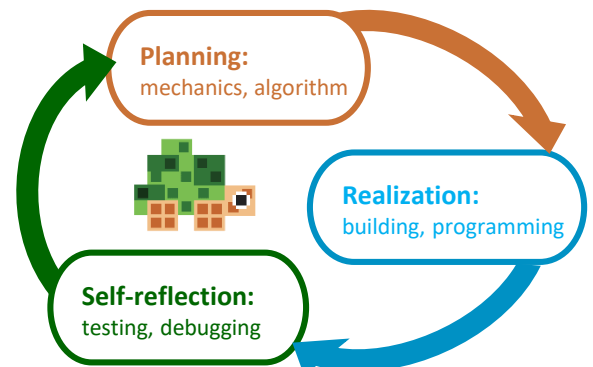 Planning:
mechanics, algorithm
Realization:
building, programming
Self-reflection:
testing, debugging